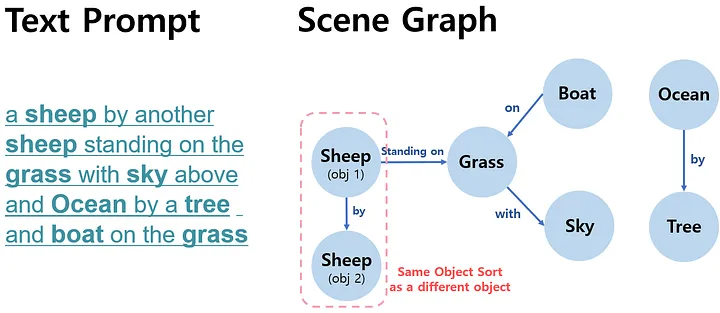 Text Prompt
a sheep by another
sheep standing on the
grass with sky above
and Ocean by a tree
and boat on the grass
Scene Graph
Sheep
(obj 1)
Standing on
Grass
on
Boat
with
Sky
by
Sheep
(obj 2)
Same Object Sort
as a different object
Ocean
by
Tree